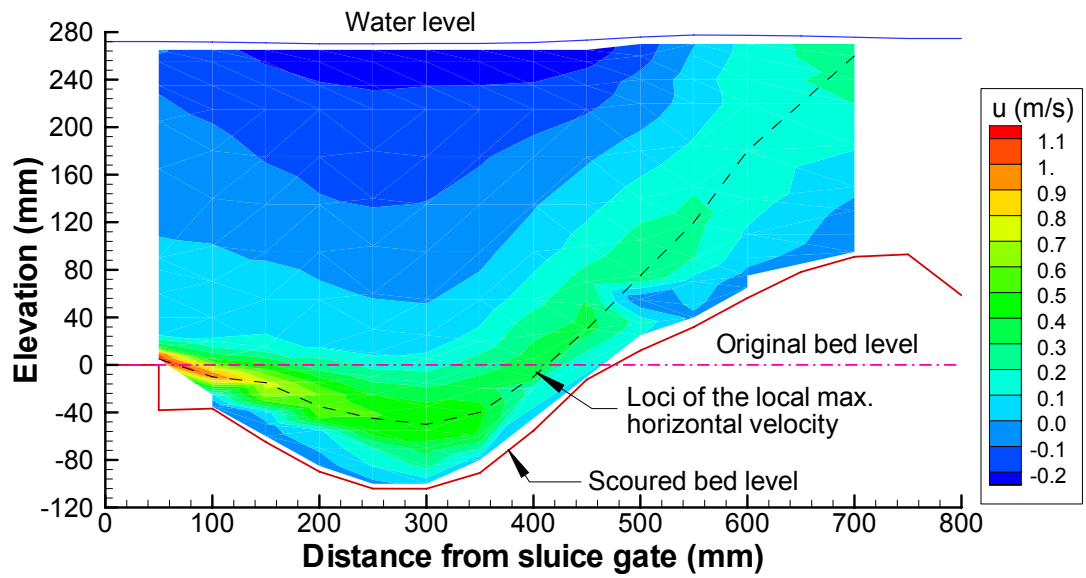 Water level
280
240
200
160
120
80
40
0
-40
-80
-120
Elevation (mm)
u (m/s)
1.1
1.
0.9
0.8
0.7
0.6
0.5
0.4
0.3
0.2
0.1
0.0
-0.1
-0.2
Original bed level
Loci of the local max.
horizontal velocity
Scoured bed level
0 100 200 300 400 500 600 700 800
Distance from sluice gate (mm)